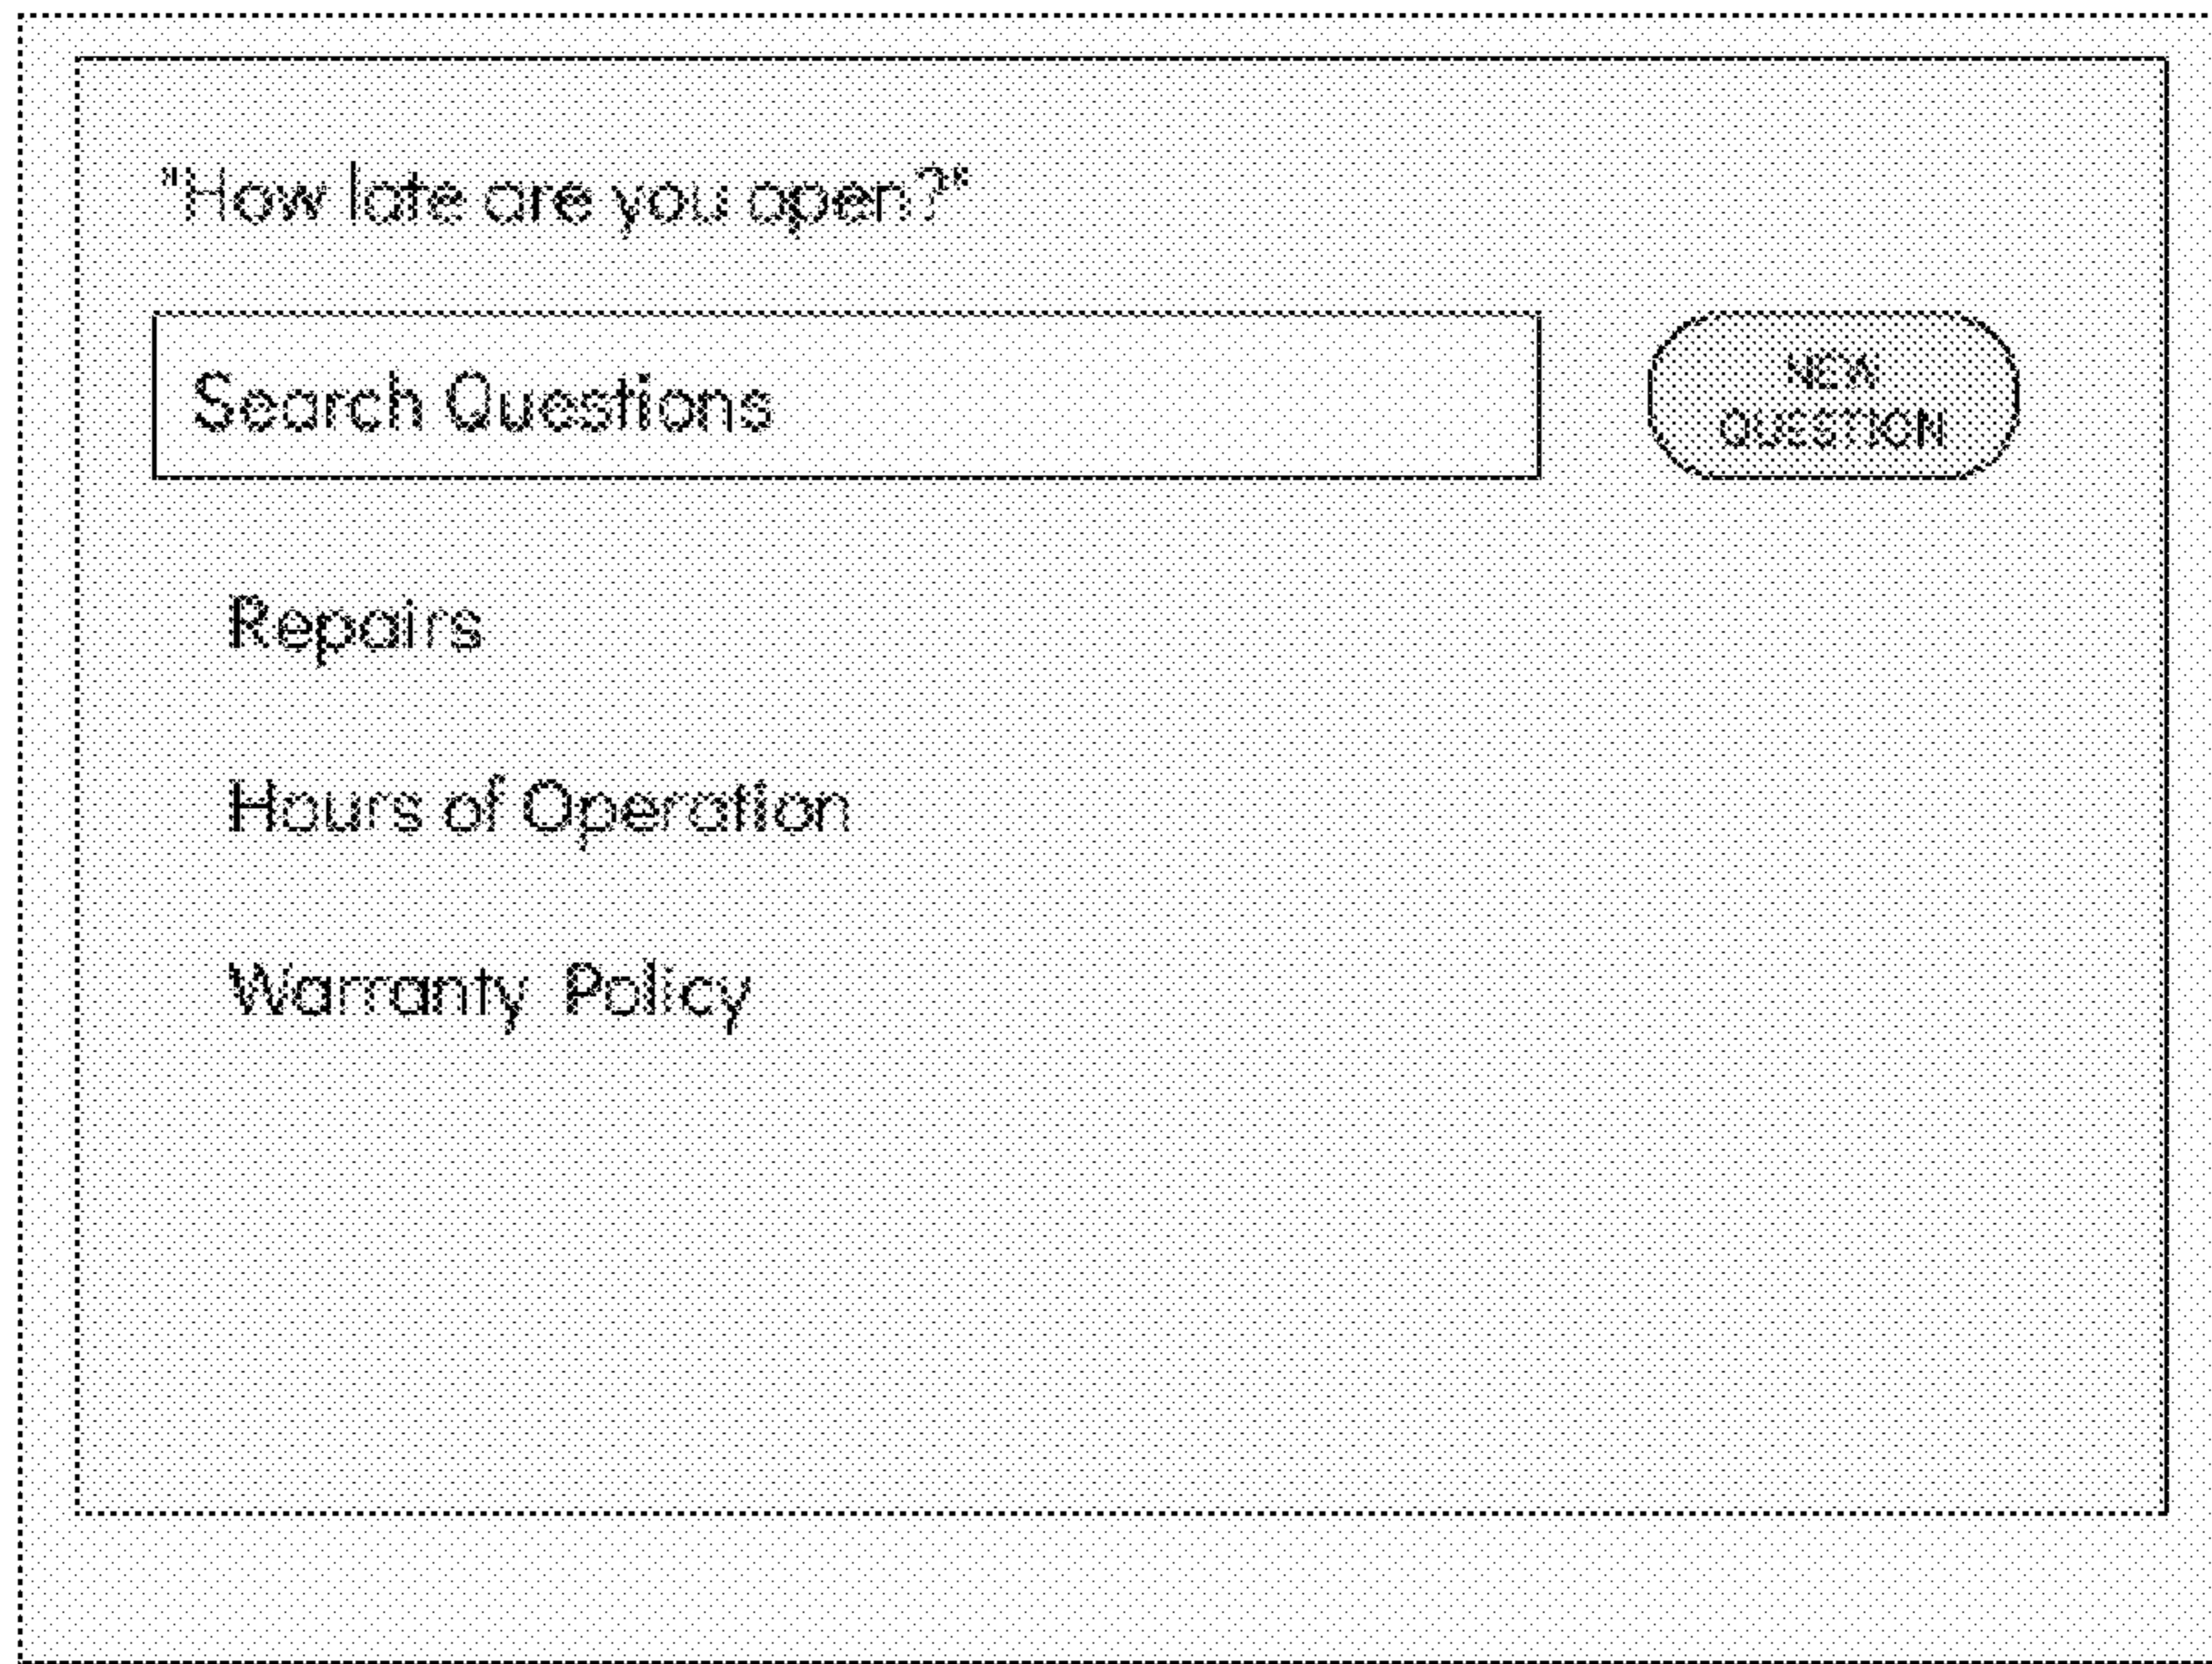 "How late are you open?"
Search Questions
NEW
QUESTION
Repairs
Hours of Operation
Warranty Policy